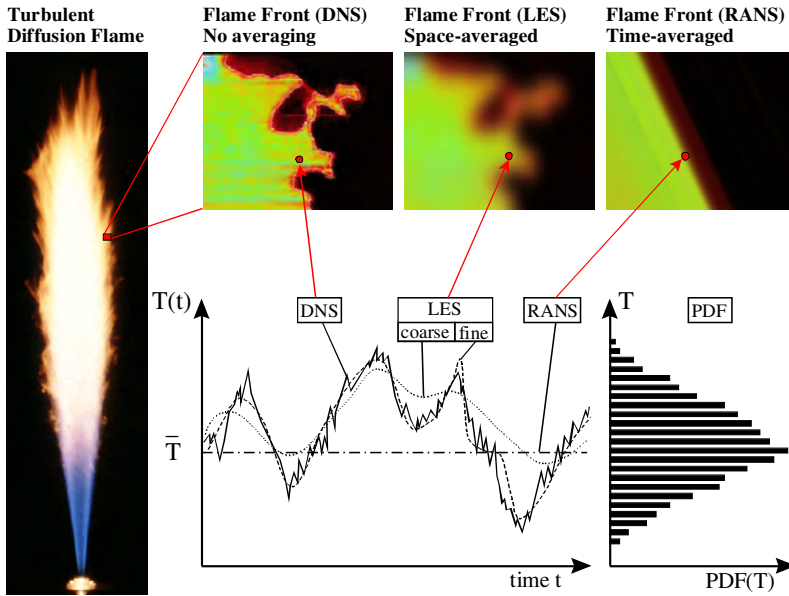 Turbulent
Diffusion Flame
Flame Front (DNS)
No averaging
Flame Front (LES)
Space-averaged
Flame Front (RANS)
Time-averaged
T(t)
DNS
LES
coarse
fine
RANS
T
PDF
T̅
time t
PDF(T)